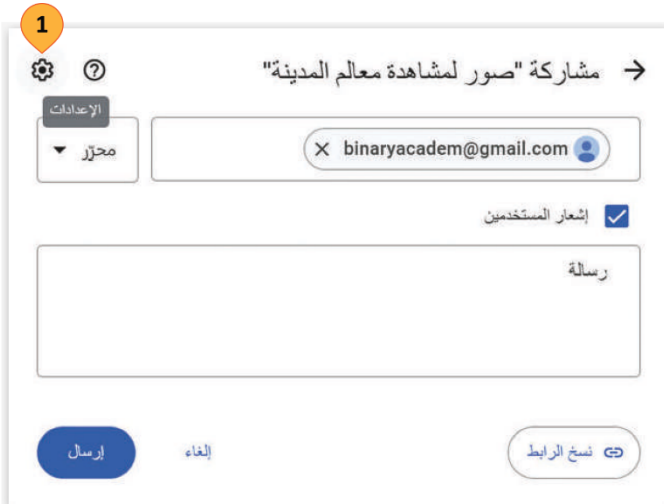 1
مشاركة "صور لمشاهدة معالم المدينة"
الإعدادات
binaryacadem@gmail.com
محرّر
إشعار المستخدمين
رسالة
نسخ الرابط
إلغاء
إرسال